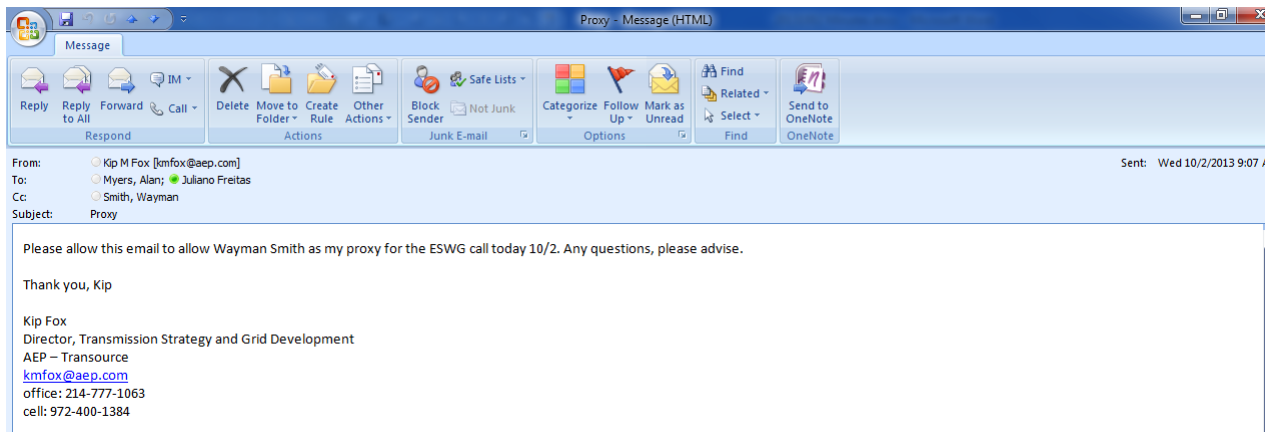 Proxy - Message (HTML)
Message
Reply
Reply to All
Forward
IM
Call
Respond
Delete
Move to Folder
Create Rule
Other Actions
Actions
Block Sender
Safe Lists
Not Junk
Junk E-mail
Categorize
Follow Up
Mark as Unread
Options
Find
Related
Select
Find
Send to OneNote
OneNote
From: Kip M Fox [kmfox@aep.com]
Sent: Wed 10/2/2013 9:07 A
To: Myers, Alan; Juliano Freitas
Cc: Smith, Wayman
Subject: Proxy
Please allow this email to allow Wayman Smith as my proxy for the ESWG call today 10/2. Any questions, please advise.
Thank you, Kip
Kip Fox
Director, Transmission Strategy and Grid Development
AEP – Transource
kmfox@aep.com
office: 214-777-1063
cell: 972-400-1384